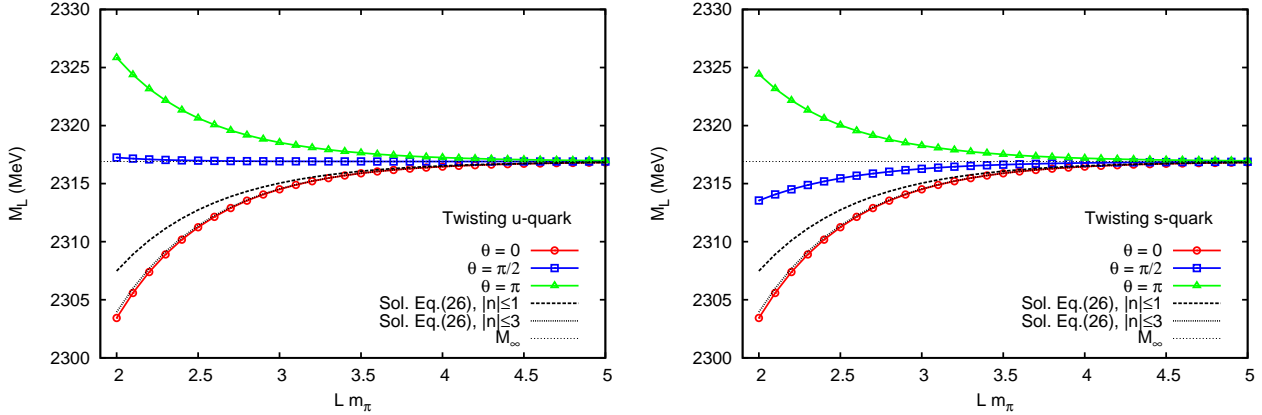 2330
2325
2320
2315
2310
2305
2300
M_L (MeV)
2
2.5
3
3.5
4
4.5
5
L m_π
Twisting u-quark
θ = 0
θ = π/2
θ = π
Sol. Eq.(26), |n|≤1
Sol. Eq.(26), |n|≤3
M_∞
2330
2325
2320
2315
2310
2305
2300
M_L (MeV)
2
2.5
3
3.5
4
4.5
5
L m_π
Twisting s-quark
θ = 0
θ = π/2
θ = π
Sol. Eq.(26), |n|≤1
Sol. Eq.(26), |n|≤3
M_∞